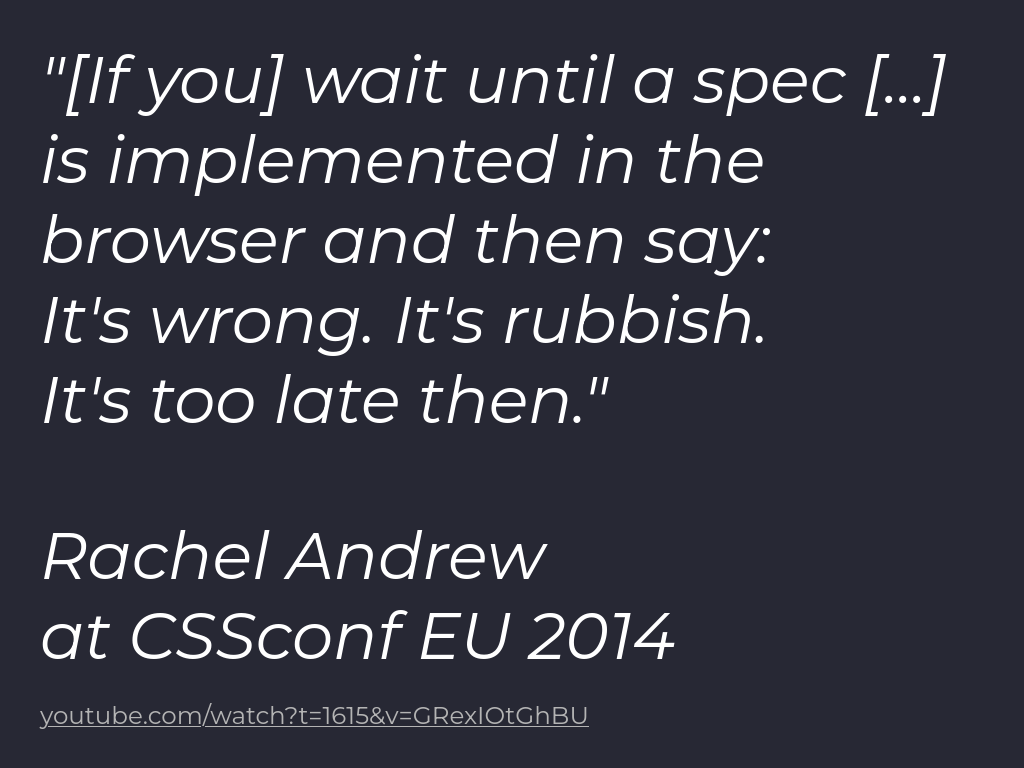 "[If you] wait until a spec [...]
is implemented in the
browser and then say:
It's wrong. It's rubbish.
It's too late then."
Rachel Andrew
at CSSconf EU 2014
youtube.com/watch?t=1615&v=GRexIOtGhBU